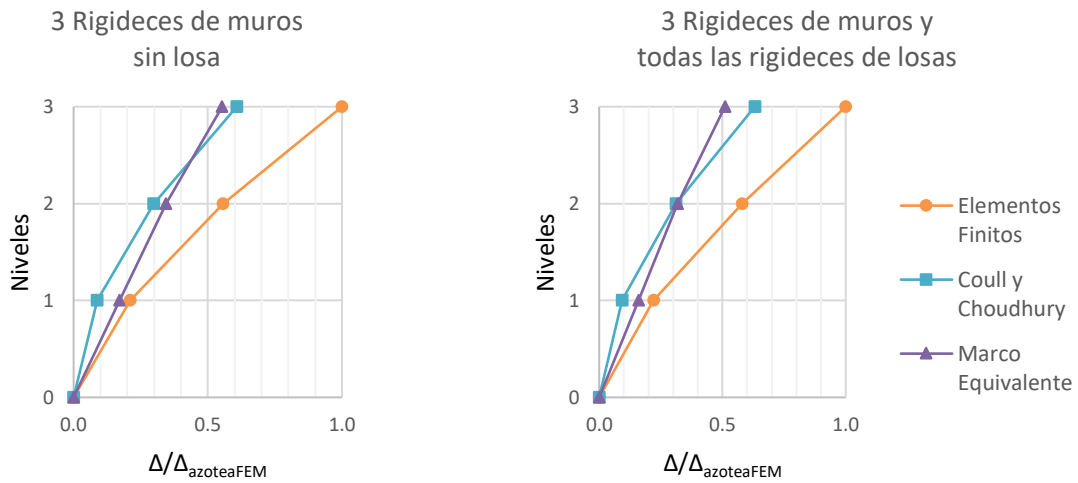 3 Rigideces de muros
sin losa
3
2
1
0
Niveles
0.0
0.5
1.0
Δ/ΔazoteaFEM
3 Rigideces de muros y
todas las rigideces de losas
3
2
1
0
Niveles
0.0
0.5
1.0
Δ/ΔazoteaFEM
Elementos
Finitos
Coull y
Choudhury
Marco
Equivalente